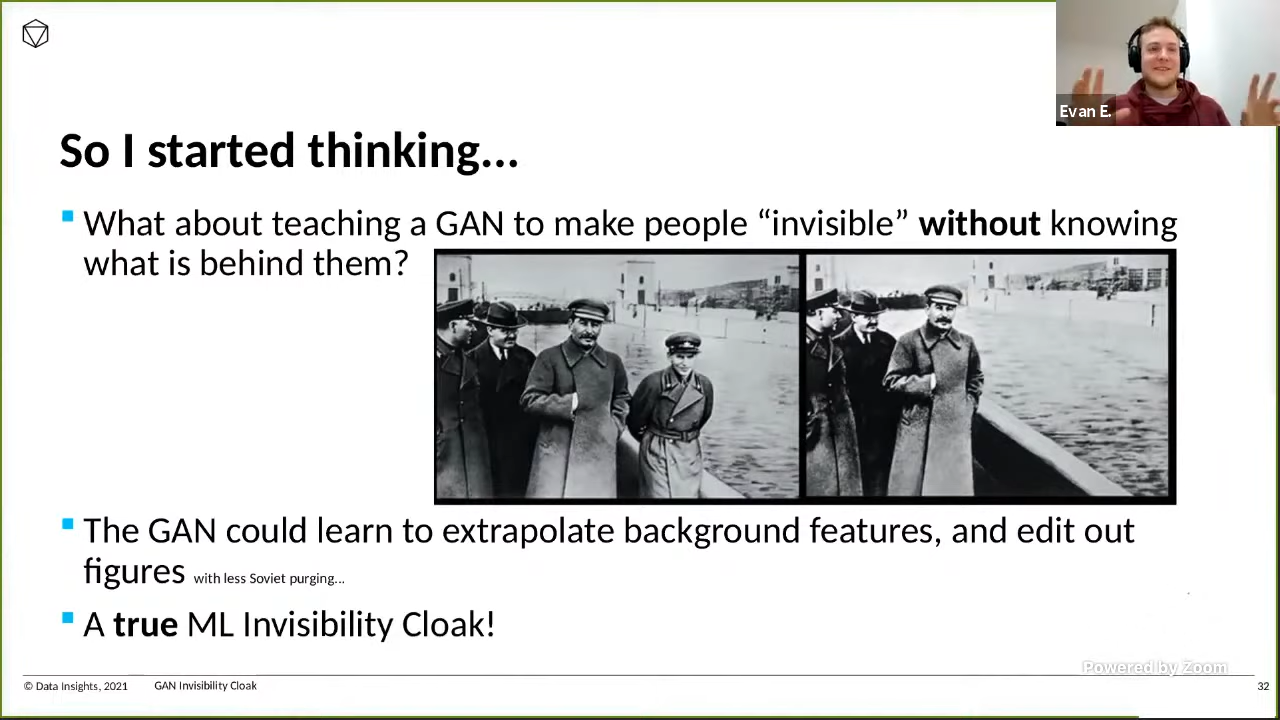 Evan E.
So I started thinking...
What about teaching a GAN to make people “invisible” without knowing
what is behind them?
The GAN could learn to extrapolate background features, and edit out
figures with less Soviet purging...
A true ML Invisibility Cloak!
Powered by Zoom
© Data Insights, 2021 GAN Invisibility Cloak 32